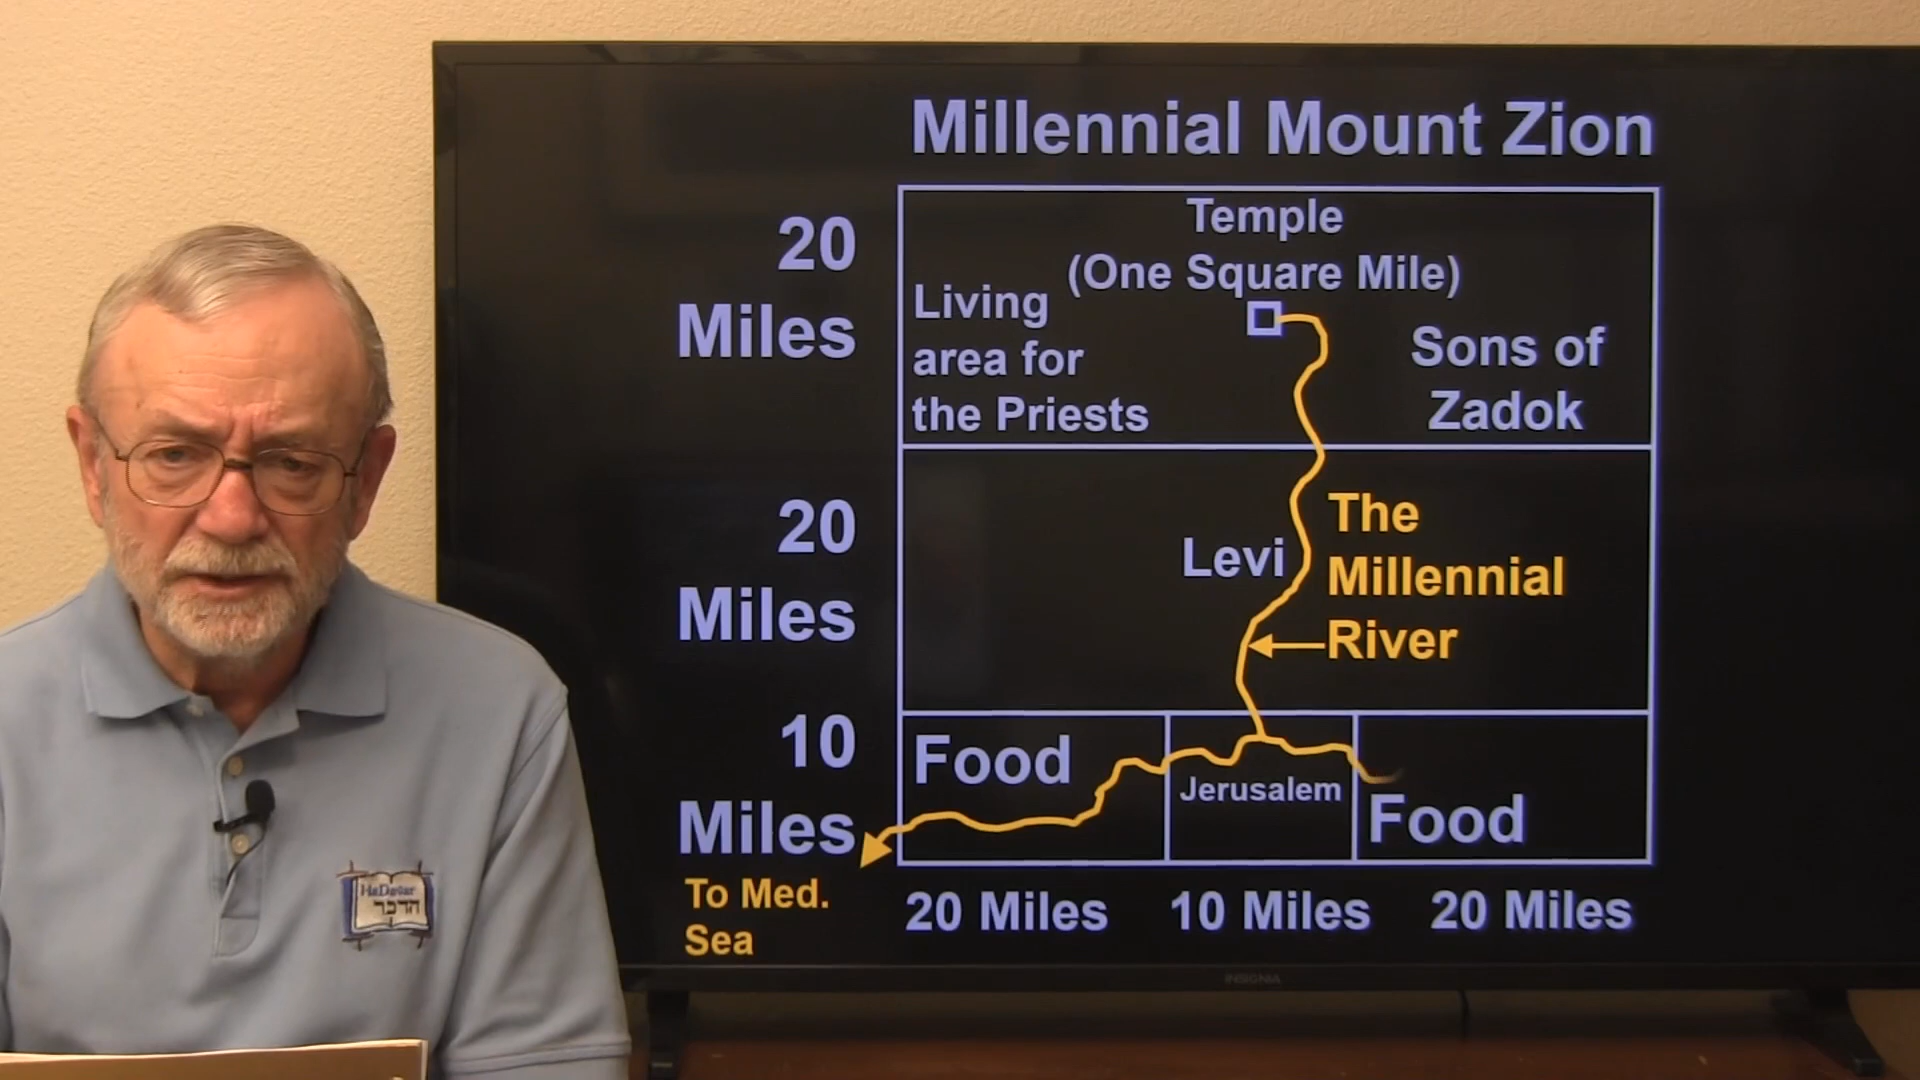 Millennial Mount Zion
20
Miles
Temple
(One Square Mile)
Living
area for
the Priests
Sons of
Zadok
20
Miles
Levi
The
Millennial
River
10
Miles
Food
Jerusalem
Food
To Med.
Sea
20 Miles
10 Miles
20 Miles
INSIGNIA
HaDavar
הדבר